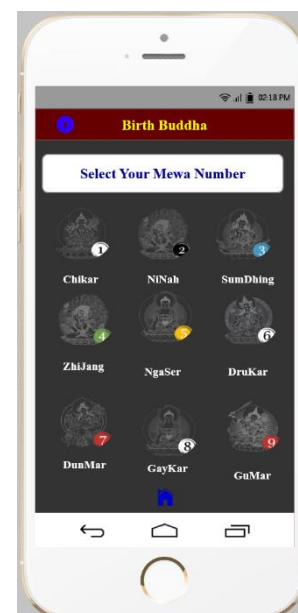 02:18 PM
Birth Buddha
Select Your Mewa Number
1 2 3
Chikar NiNah SumDhing
4 5 6
ZhiJang NgaSer DruKar
7 8 9
DunMar GayKar GuMar